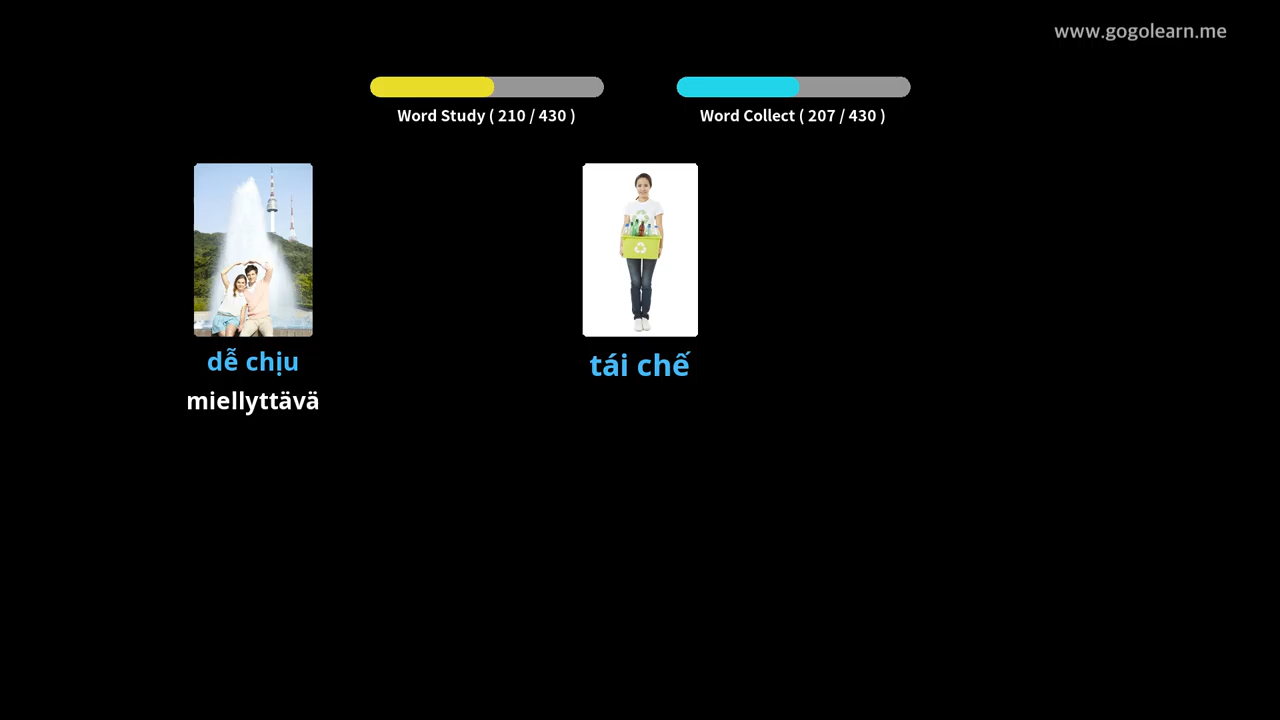 www.gogolearn.me
Word Study ( 210 / 430 )
Word Collect ( 207 / 430 )
dễ chịu
miellyttävä
tái chế